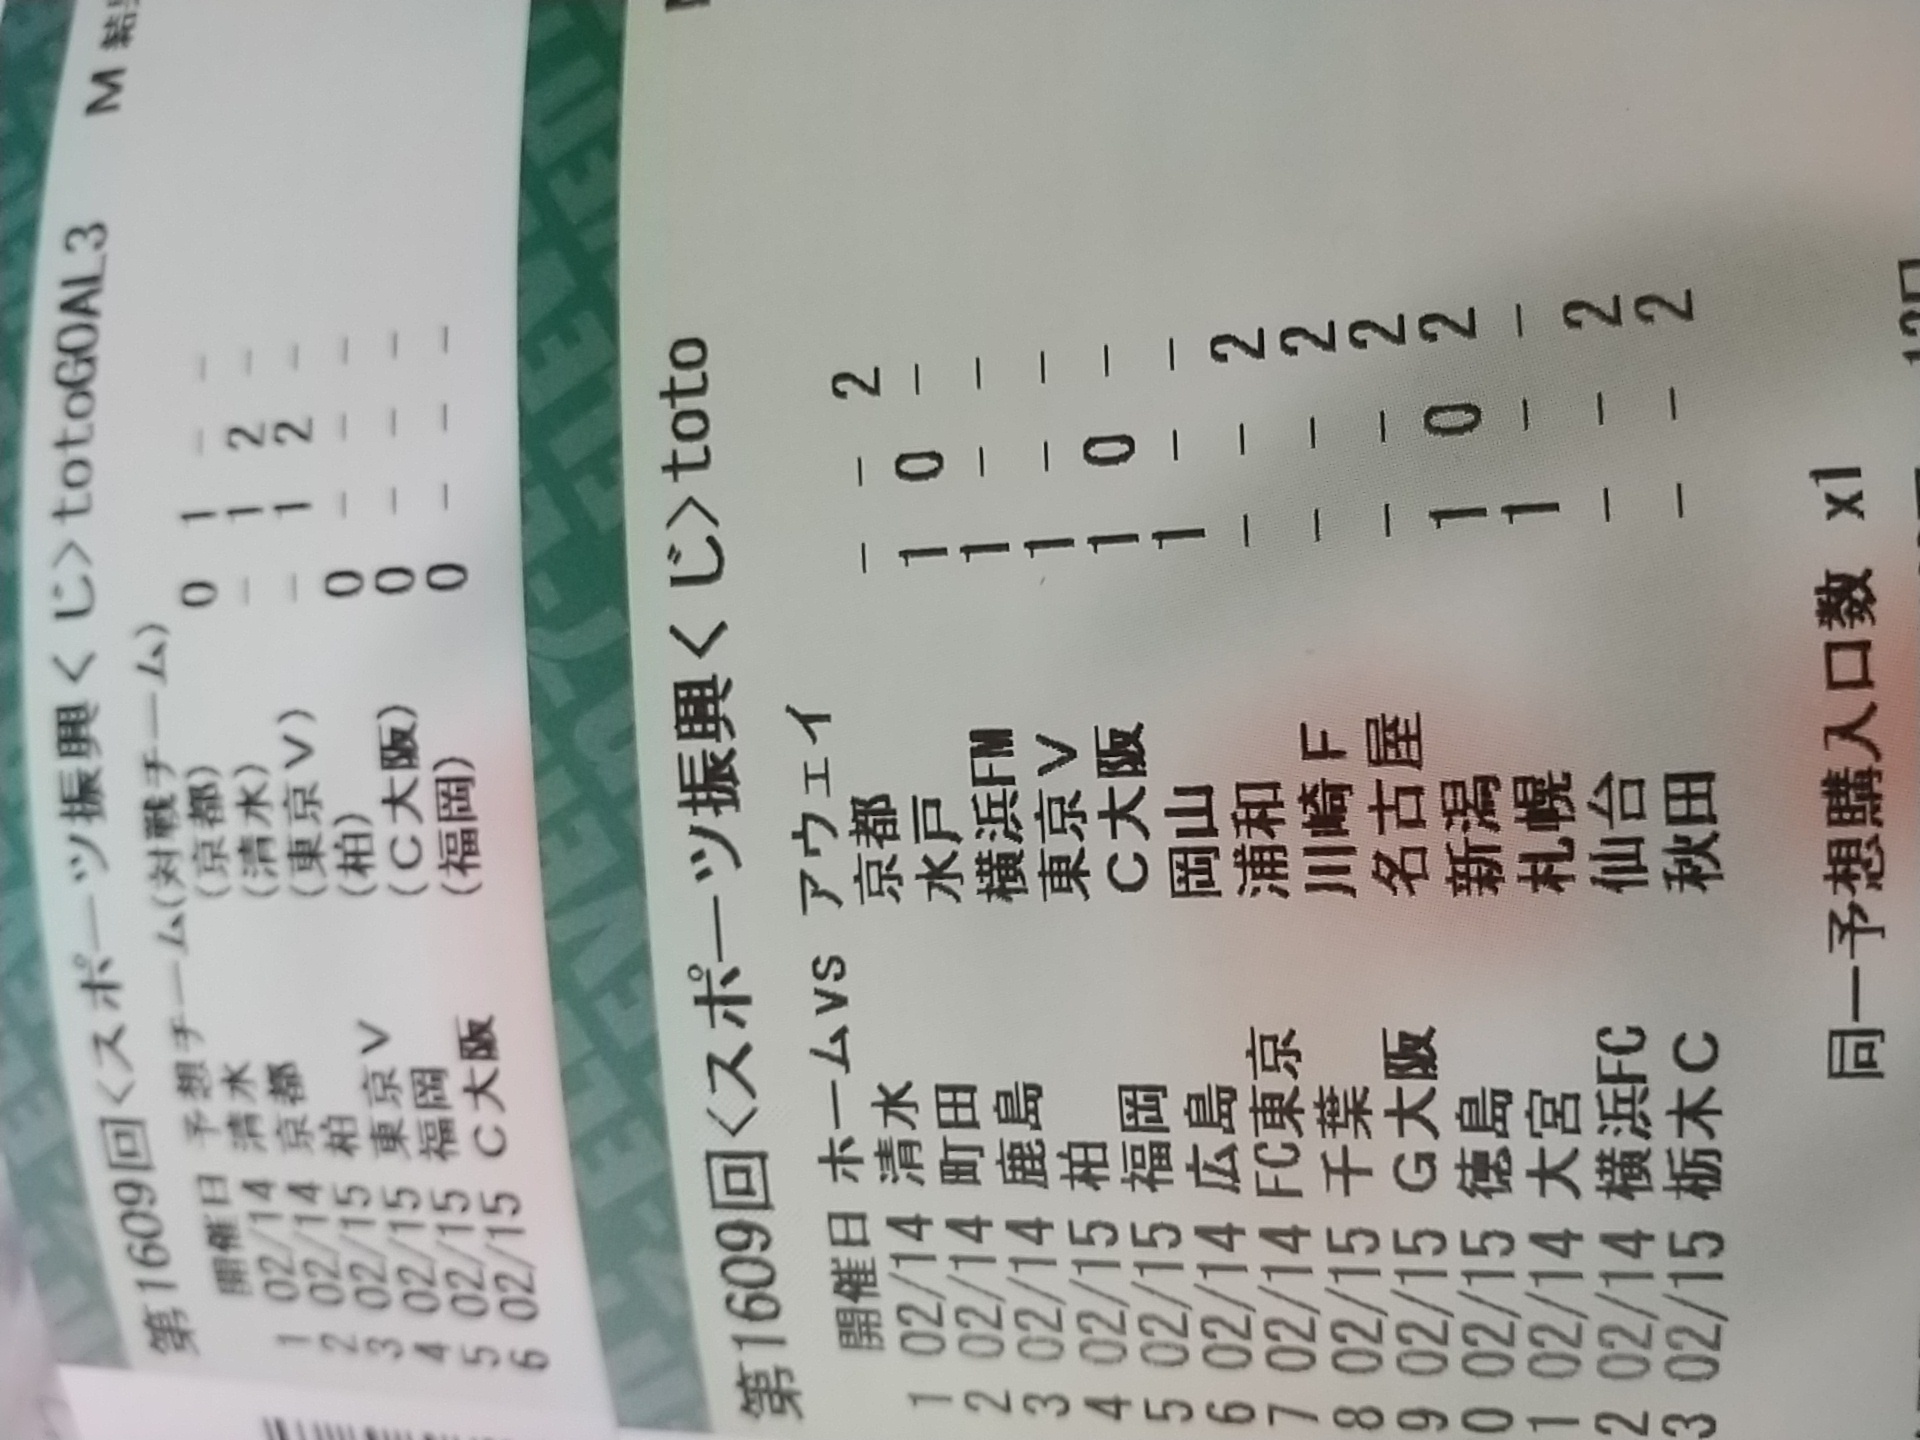 第1609回<スポーツ振興くじ>totoGOAL3 M 結
開催日 予想チーム(対戦チーム)
1 02/14 清水 (京都) 0 1 - -
2 02/14 京都 (清水) - 1 2 -
3 02/15 柏 (東京V) - 1 2 -
4 02/15 東京V (柏) 0 - - -
5 02/15 福岡 (C大阪) 0 - - -
6 02/15 C大阪 (福岡) 0 - - -
第1609回<スポーツ振興くじ>toto
開催日 ホームvs アウェイ
1 02/14 清水 京都 - - 2
2 02/14 町田 水戸 1 0 -
3 02/14 鹿島 横浜FM 1 - -
4 02/15 柏 東京V 1 - -
5 02/15 福岡 C大阪 1 0 -
6 02/14 広島 岡山 1 - -
7 02/14 FC東京 浦和 - - 2
8 02/15 千葉 川崎F - - 2
9 02/15 G大阪 名古屋 - - 2
0 02/15 徳島 新潟 1 0 2
1 02/14 大宮 札幌 1 - -
2 02/14 横浜FC 仙台 - - 2
3 02/15 栃木C 秋田 - - 2
同一予想購入口数 x1